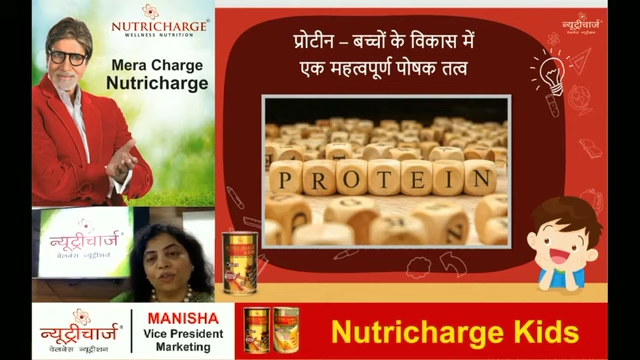 NUTRICHARGE®
WELLNESS NUTRITION
Mera Charge
Nutricharge
न्यूट्रीचार्ज®
वेलनेस न्यूट्रीशन
प्रोटीन – बच्चों के विकास में
एक महत्वपूर्ण पोषक तत्व
PROTEIN
न्यूट्रीचार्ज®
वेलनेस न्यूट्रीशन
न्यूट्रीचार्ज®
वेलनेस न्यूट्रीशन
MANISHA
Vice President
Marketing
Nutricharge Kids